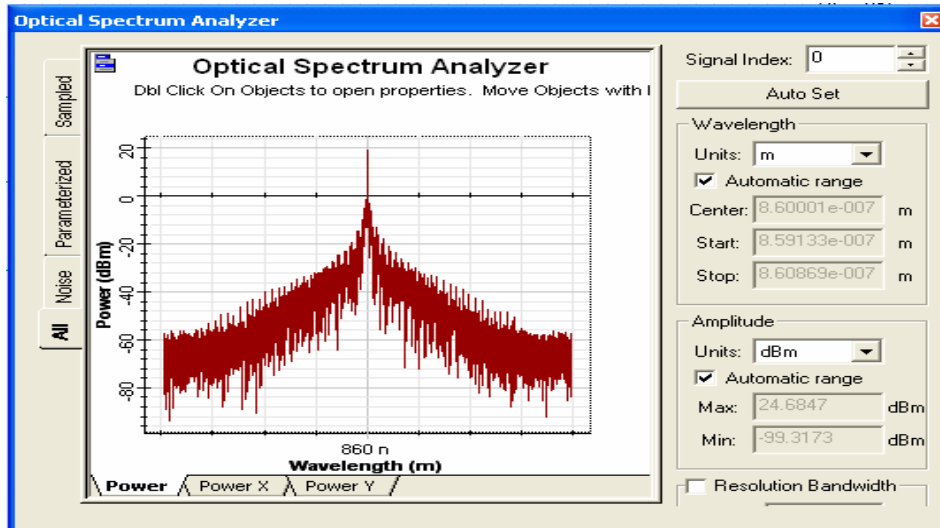 Optical Spectrum Analyzer
Sampled
Parameterized
Noise
All
Optical Spectrum Analyzer
Dbl Click On Objects to open properties. Move Objects with
Power (dBm)
20
0
-20
-40
-60
-80
860 n
Wavelength (m)
Power
Power X
Power Y
Signal Index: 0
Auto Set
Wavelength
Units: m
Automatic range
Center: 8.60001e-007 m
Start: 8.59133e-007 m
Stop: 8.60869e-007 m
Amplitude
Units: dBm
Automatic range
Max: 24.6847 dBm
Min: -99.3173 dBm
Resolution Bandwidth